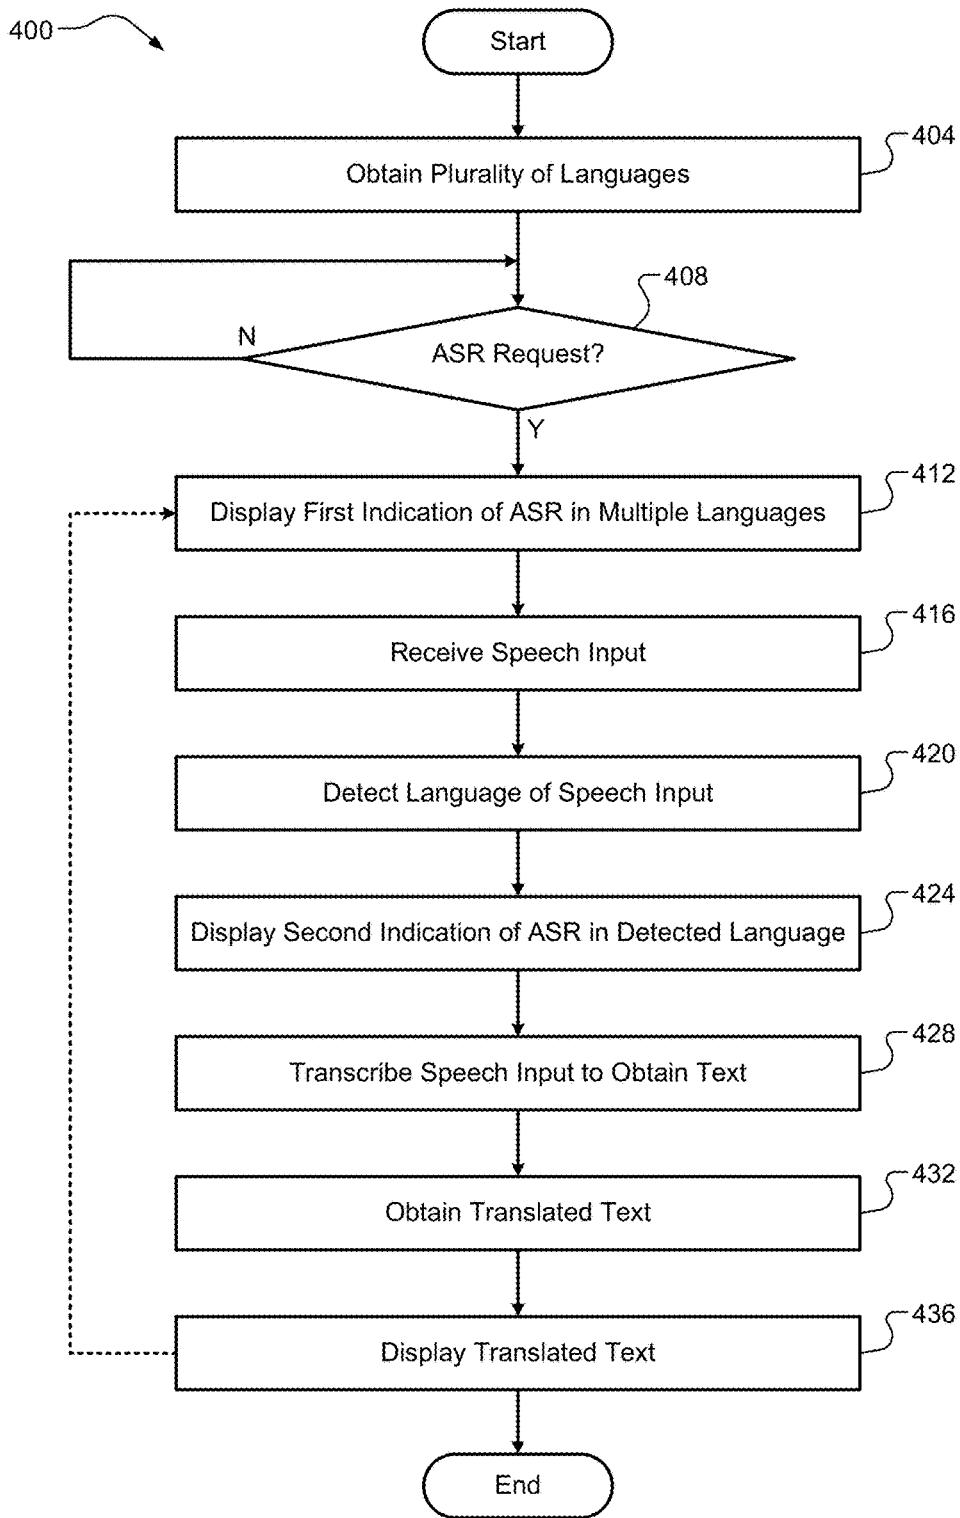 400
Start
404
Obtain Plurality of Languages
408
N
ASR Request?
Y
412
Display First Indication of ASR in Multiple Languages
416
Receive Speech Input
420
Detect Language of Speech Input
424
Display Second Indication of ASR in Detected Language
428
Transcribe Speech Input to Obtain Text
432
Obtain Translated Text
436
Display Translated Text
End